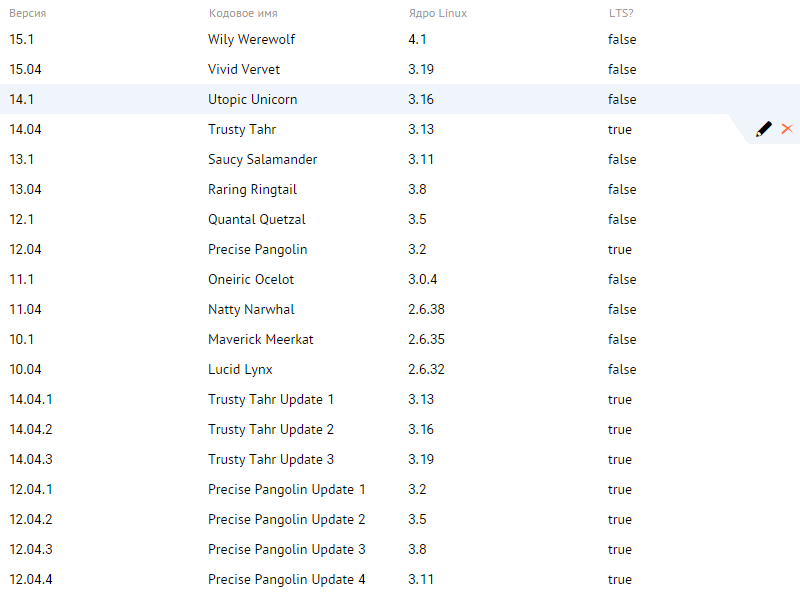 Версия Кодовое имя Ядро Linux LTS?
15.1 Wily Werewolf 4.1 false
15.04 Vivid Vervet 3.19 false
14.1 Utopic Unicorn 3.16 false
14.04 Trusty Tahr 3.13 true
13.1 Saucy Salamander 3.11 false
13.04 Raring Ringtail 3.8 false
12.1 Quantal Quetzal 3.5 false
12.04 Precise Pangolin 3.2 true
11.1 Oneiric Ocelot 3.0.4 false
11.04 Natty Narwhal 2.6.38 false
10.1 Maverick Meerkat 2.6.35 false
10.04 Lucid Lynx 2.6.32 false
14.04.1 Trusty Tahr Update 1 3.13 true
14.04.2 Trusty Tahr Update 2 3.16 true
14.04.3 Trusty Tahr Update 3 3.19 true
12.04.1 Precise Pangolin Update 1 3.2 true
12.04.2 Precise Pangolin Update 2 3.5 true
12.04.3 Precise Pangolin Update 3 3.8 true
12.04.4 Precise Pangolin Update 4 3.11 true